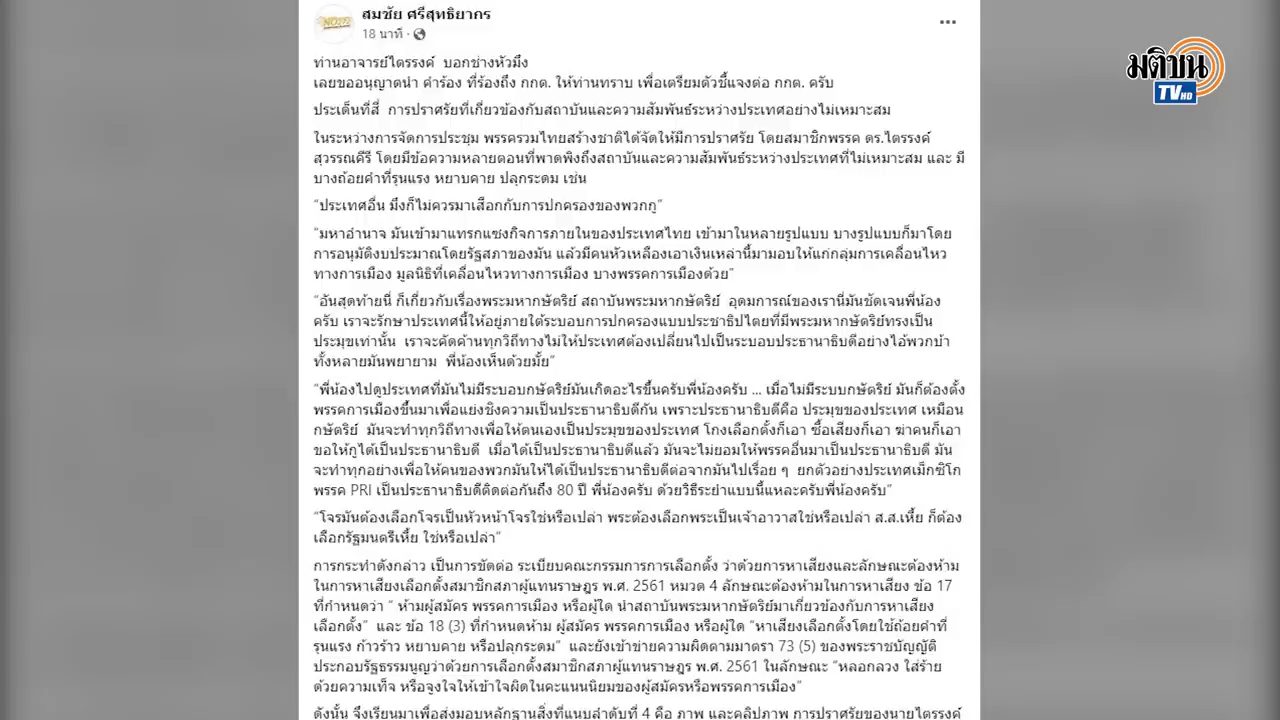 สมชัย ศรีสุทธิยากร
18 นาที ·
ท่านอาจารย์ไตรรงค์ บอกช่างหัวมึง
เลยขออนุญาตนำ คำร้อง ที่ร้องถึง กกต. ให้ท่านทราบ เพื่อเตรียมตัวชี้แจงต่อ กกต. ครับ
ประเด็นที่สี่ การปราศรัยที่เกี่ยวข้องกับสถาบันและความสัมพันธ์ระหว่างประเทศอย่างไม่เหมาะสม
ในระหว่างการจัดการประชุม พรรครวมไทยสร้างชาติได้จัดให้มีการปราศรัย โดยสมาชิกพรรค ดร.ไตรรงค์
สุวรรณคีรี โดยมีข้อความหลายตอนที่พาดพิงถึงสถาบันและความสัมพันธ์ระหว่างประเทศที่ไม่เหมาะสม และ มี
บางถ้อยคำที่รุนแรง หยาบคาย ปลุกระดม เช่น
"ประเทศอื่น มึงก็ไม่ควรมาเสือกกับการปกครองของพวกกู"
"มหาอำนาจ มันเข้ามาแทรกแซงกิจการภายในของประเทศไทย เข้ามาในหลายรูปแบบ บางรูปแบบก็มาโดย
การอนุมัติงบประมาณโดยรัฐสภาของมัน แล้วมีคนหัวเหลืองเอาเงินเหล่านี้มามอบให้แก่กลุ่มการเคลื่อนไหว
ทางการเมือง มูลนิธิที่เคลื่อนไหวทางการเมือง บางพรรคการเมืองด้วย"
"อันสุดท้ายนี่ ก็เกี่ยวกับเรื่องพระมหากษัตริย์ สถาบันพระมหากษัตริย์ อุดมการณ์ของเรานี่มันชัดเจนพี่น้อง
ครับ เราจะรักษาประเทศนี้ให้อยู่ภายใต้ระบอบการปกครองแบบประชาธิปไตยที่มีพระมหากษัตริย์ทรงเป็น
ประมุขเท่านั้น เราจะคัดค้านทุกวิถีทางไม่ให้ประเทศต้องเปลี่ยนไปเป็นระบอบประธานาธิบดีอย่างไอ้พวกบ้า
ทั้งหลายมันพยายาม พี่น้องเห็นด้วยมั้ย"
"พี่น้องไปดูประเทศที่มันไม่มีระบอบกษัตริย์มันเกิดอะไรขึ้นครับพี่น้องครับ ... เมื่อไม่มีระบบกษัตริย์ มันก็ต้องตั้ง
พรรคการเมืองขึ้นมาเพื่อแย่งชิงความเป็นประธานาธิบดีกัน เพราะประธานาธิบดีคือ ประมุขของประเทศ เหมือน
กษัตริย์ มันจะทำทุกวิถีทางเพื่อให้ตนเองเป็นประมุขของประเทศ โกงเลือกตั้งก็เอา ซื้อเสียงก็เอา ฆ่าคนก็เอา
ขอให้กูได้เป็นประธานาธิบดี เมื่อได้เป็นประธานาธิบดีแล้ว มันจะไม่ยอมให้พรรคอื่นมาเป็นประธานาธิบดี มัน
จะทำทุกอย่างเพื่อให้คนของพวกมันให้ได้เป็นประธานาธิบดีต่อจากมันไปเรื่อย ๆ ยกตัวอย่างประเทศเม็กซิโก
พรรค PRI เป็นประธานาธิบดีติดต่อกันถึง 80 ปี พี่น้องครับ ด้วยวิธีระยำแบบนี้แหละครับพี่น้องครับ"
"โจรมันต้องเลือกโจรเป็นหัวหน้าโจรใช่หรือเปล่า พระต้องเลือกพระเป็นเจ้าอาวาสใช่หรือเปล่า ส.ส.เหี้ย ก็ต้อง
เลือกรัฐมนตรีเหี้ย ใช่หรือเปล่า"
การกระทำดังกล่าว เป็นการขัดต่อ ระเบียบคณะกรรมการการเลือกตั้ง ว่าด้วยการหาเสียงและลักษณะต้องห้าม
ในการหาเสียงเลือกตั้งสมาชิกสภาผู้แทนราษฎร พ.ศ. 2561 หมวด 4 ลักษณะต้องห้ามในการหาเสียง ข้อ 17
ที่กำหนดว่า " ห้ามผู้สมัคร พรรคการเมือง หรือผู้ใด นำสถาบันพระมหากษัตริย์มาเกี่ยวข้องกับการหาเสียง
เลือกตั้ง" และ ข้อ 18 (3) ที่กำหนดห้าม ผู้สมัคร พรรคการเมือง หรือผู้ใด "หาเสียงเลือกตั้งโดยใช้ถ้อยคำที่
รุนแรง ก้าวร้าว หยาบคาย หรือปลุกระดม" และยังเข้าข่ายความผิดตามมาตรา 73 (5) ของพระราชบัญญัติ
ประกอบรัฐธรรมนูญว่าด้วยการเลือกตั้งสมาชิกสภาผู้แทนราษฎร พ.ศ. 2561 ในลักษณะ "หลอกลวง ใส่ร้าย
ด้วยความเท็จ หรือจูงใจให้เข้าใจผิดในคะแนนนิยมของผู้สมัครหรือพรรคการเมือง"
ดังนั้น จึงเรียนมาเพื่อส่งมอบหลักฐานสิ่งที่แนบลำดับที่ 4 คือ ภาพ และคลิปภาพ การปราศรัยของนายไตรรงค์
มติชน
TV HD